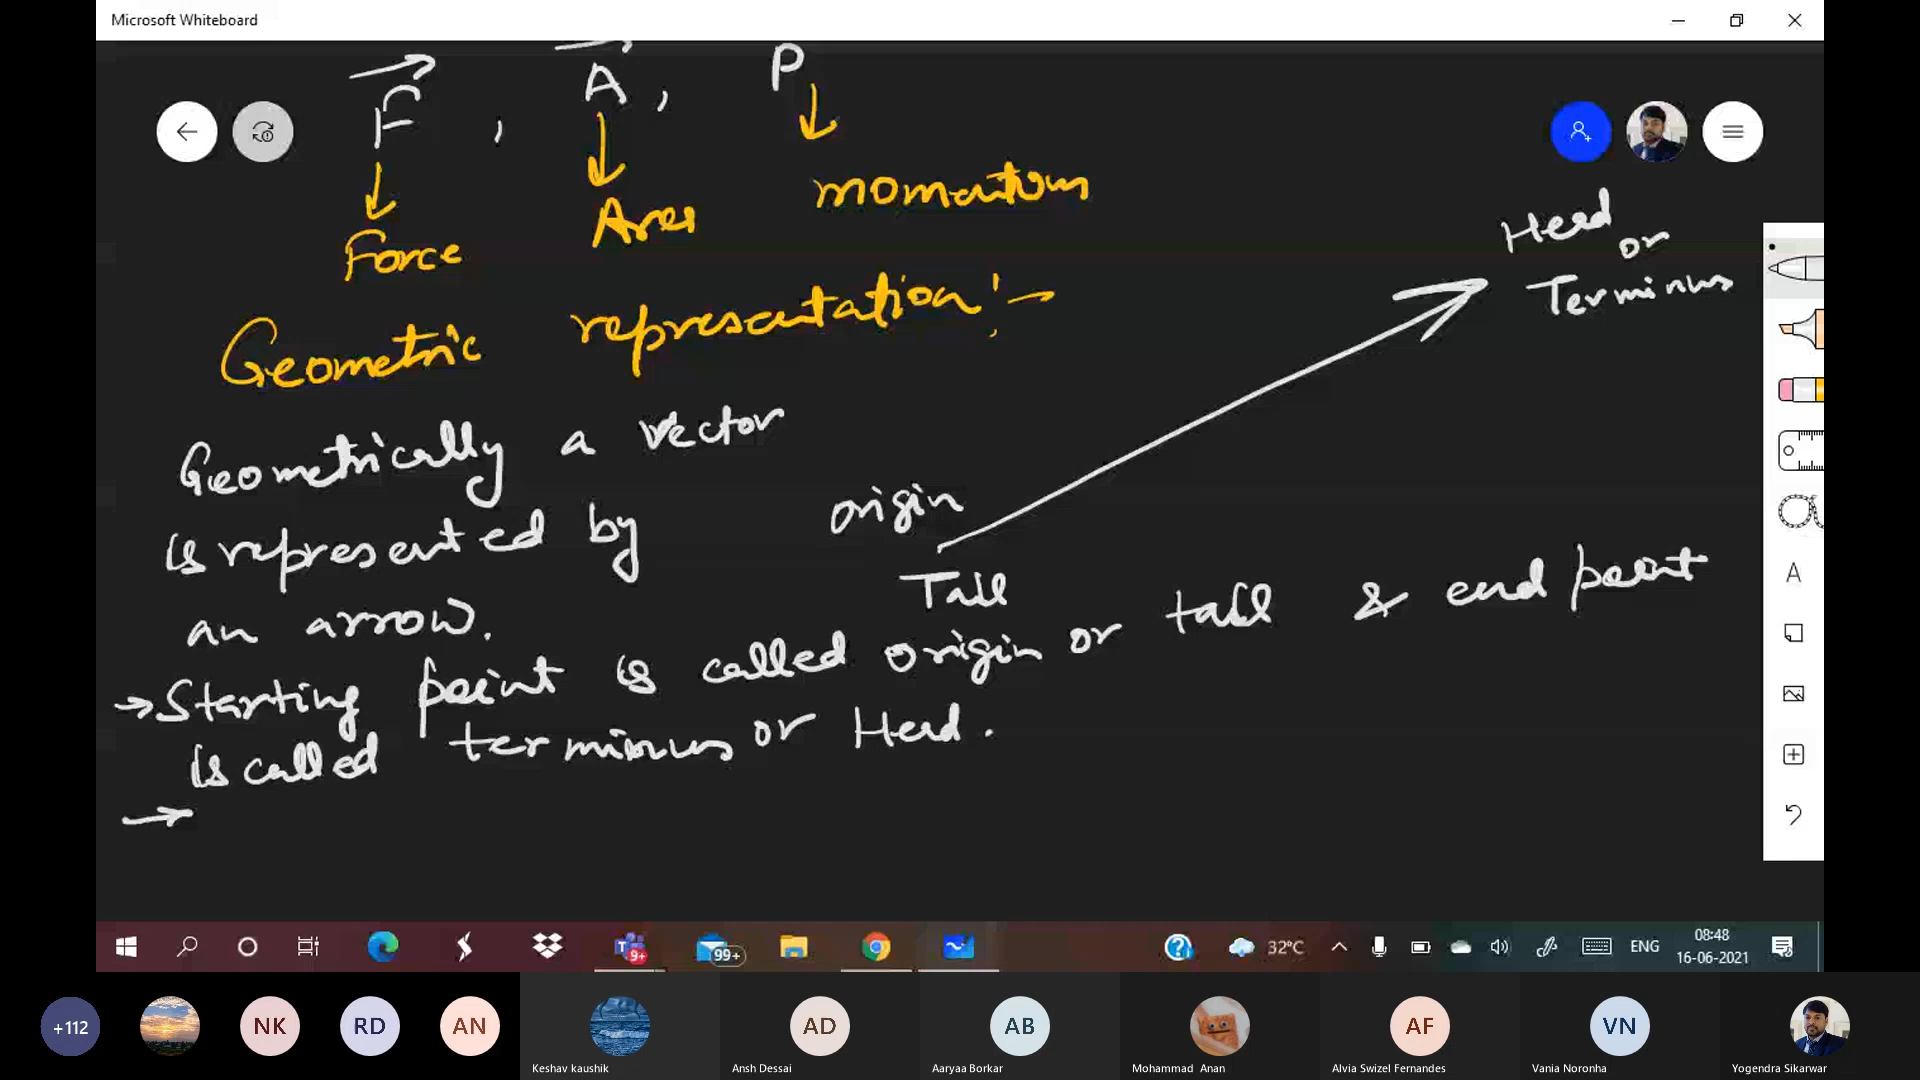 Microsoft Whiteboard
F , A , P
Force
Area
momentum
Geometric representation :-
Head
or
Terminus
Geometrically a vector
is represented by
an arrow.
origin
Tail
→ Starting point is called origin or tail & end point
is called terminus or Head.
→
A
9+
99+
32°C
ENG
08:48
16-06-2021
+112
NK
RD
AN
AD
AB
AF
VN
Keshav kaushik
Ansh Dessai
Aaryaa Borkar
Mohammad Anan
Alvia Swizel Fernandes
Vania Noronha
Yogendra Sikarwar